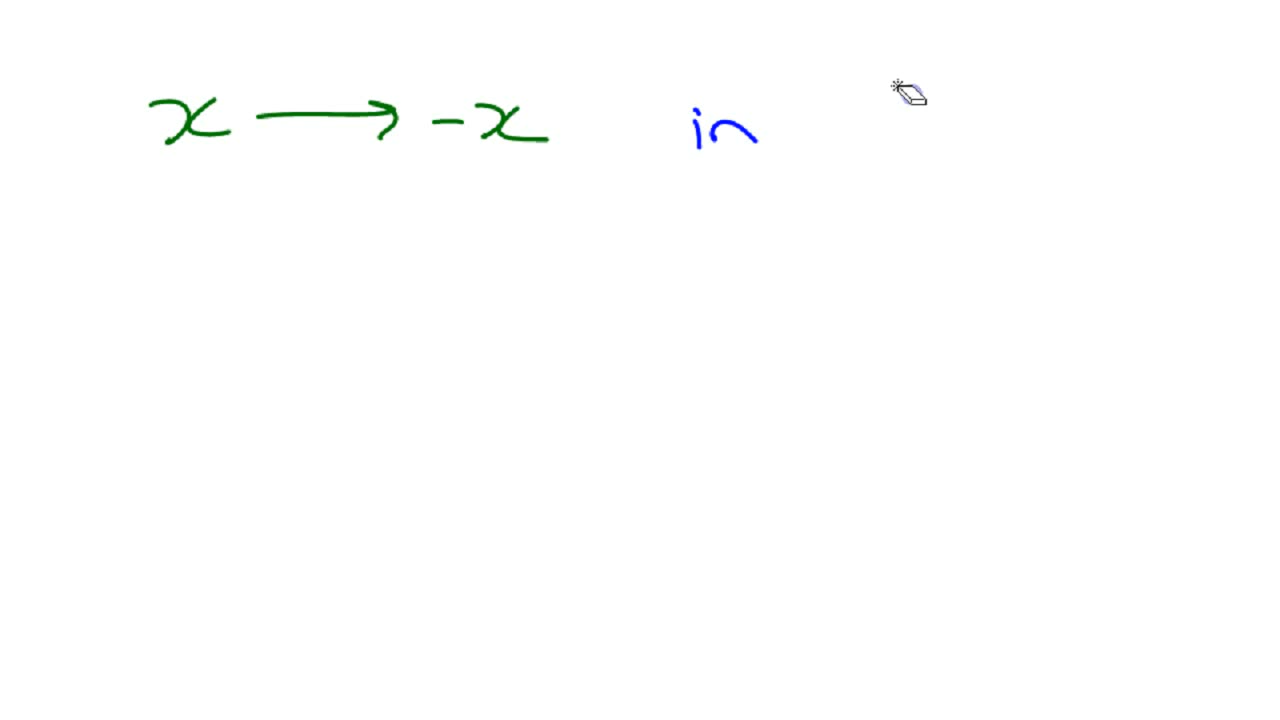 x ⟶ -x in